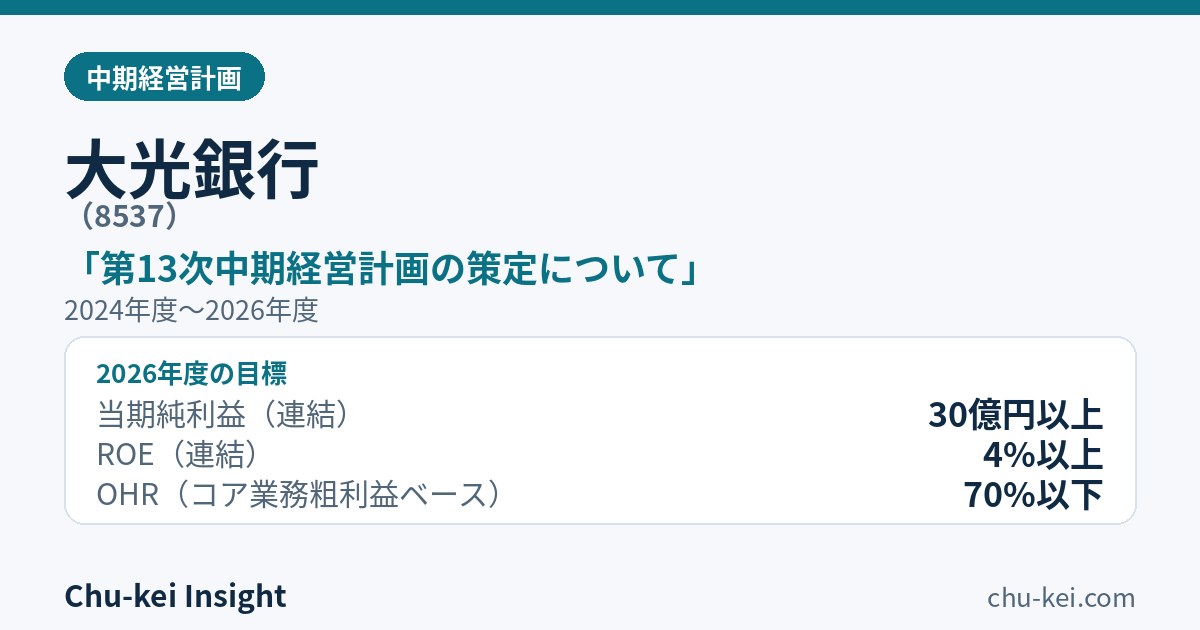 中期経営計画
大光銀行
（8537）
「第13次中期経営計画の策定について」
2024年度～2026年度
2026年度の目標
当期純利益（連結） 30億円以上
ROE（連結） 4%以上
OHR（コア業務粗利益ベース） 70%以下
Chu-kei Insight chu-kei.com